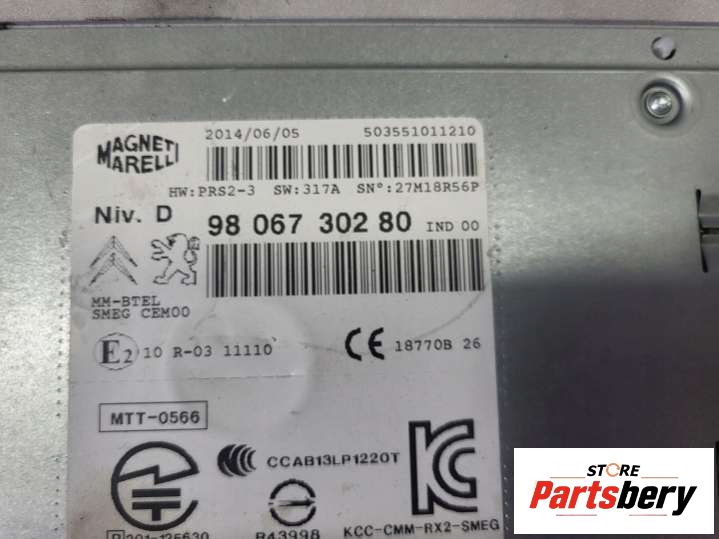 MAGNETI
MARELLI
2014/06/05 503551011210
HW:PRS2-3 SW:317A SN°:27M18R56P
Niv. D 98 067 302 80 IND 00
MM-BTEL
SMEG CEM00
E2 10 R-03 11110 CE 18770B 26
MTT-0566
CCAB13LP1220T
R43998 KCC-CMM-RX2-SMEG
STORE
Partsbery